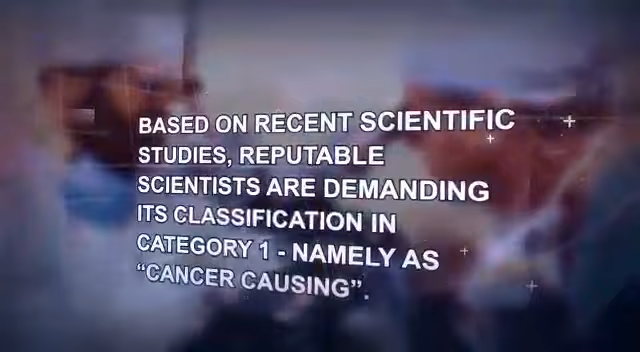 BASED ON RECENT SCIENTIFIC
STUDIES, REPUTABLE
SCIENTISTS ARE DEMANDING
ITS CLASSIFICATION IN
CATEGORY 1 - NAMELY AS
“CANCER CAUSING”.